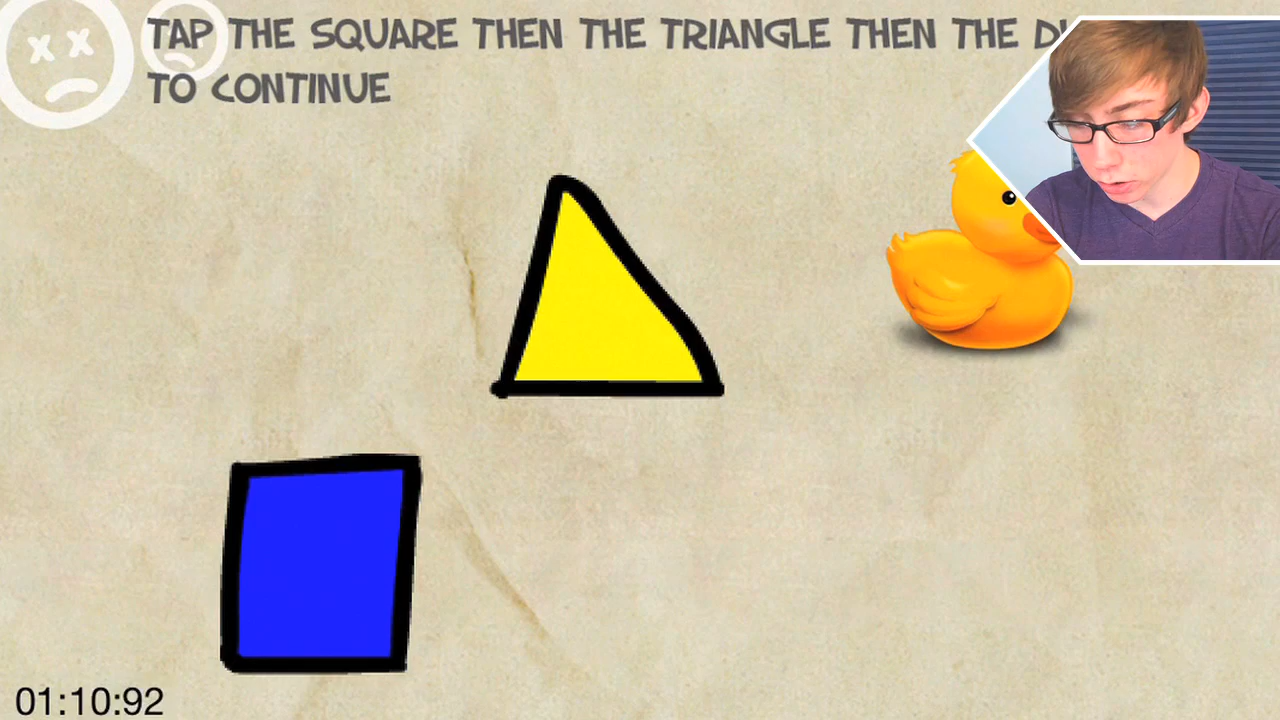 TAP THE SQUARE THEN THE TRIANGLE THEN THE
TO CONTINUE
01:10:92